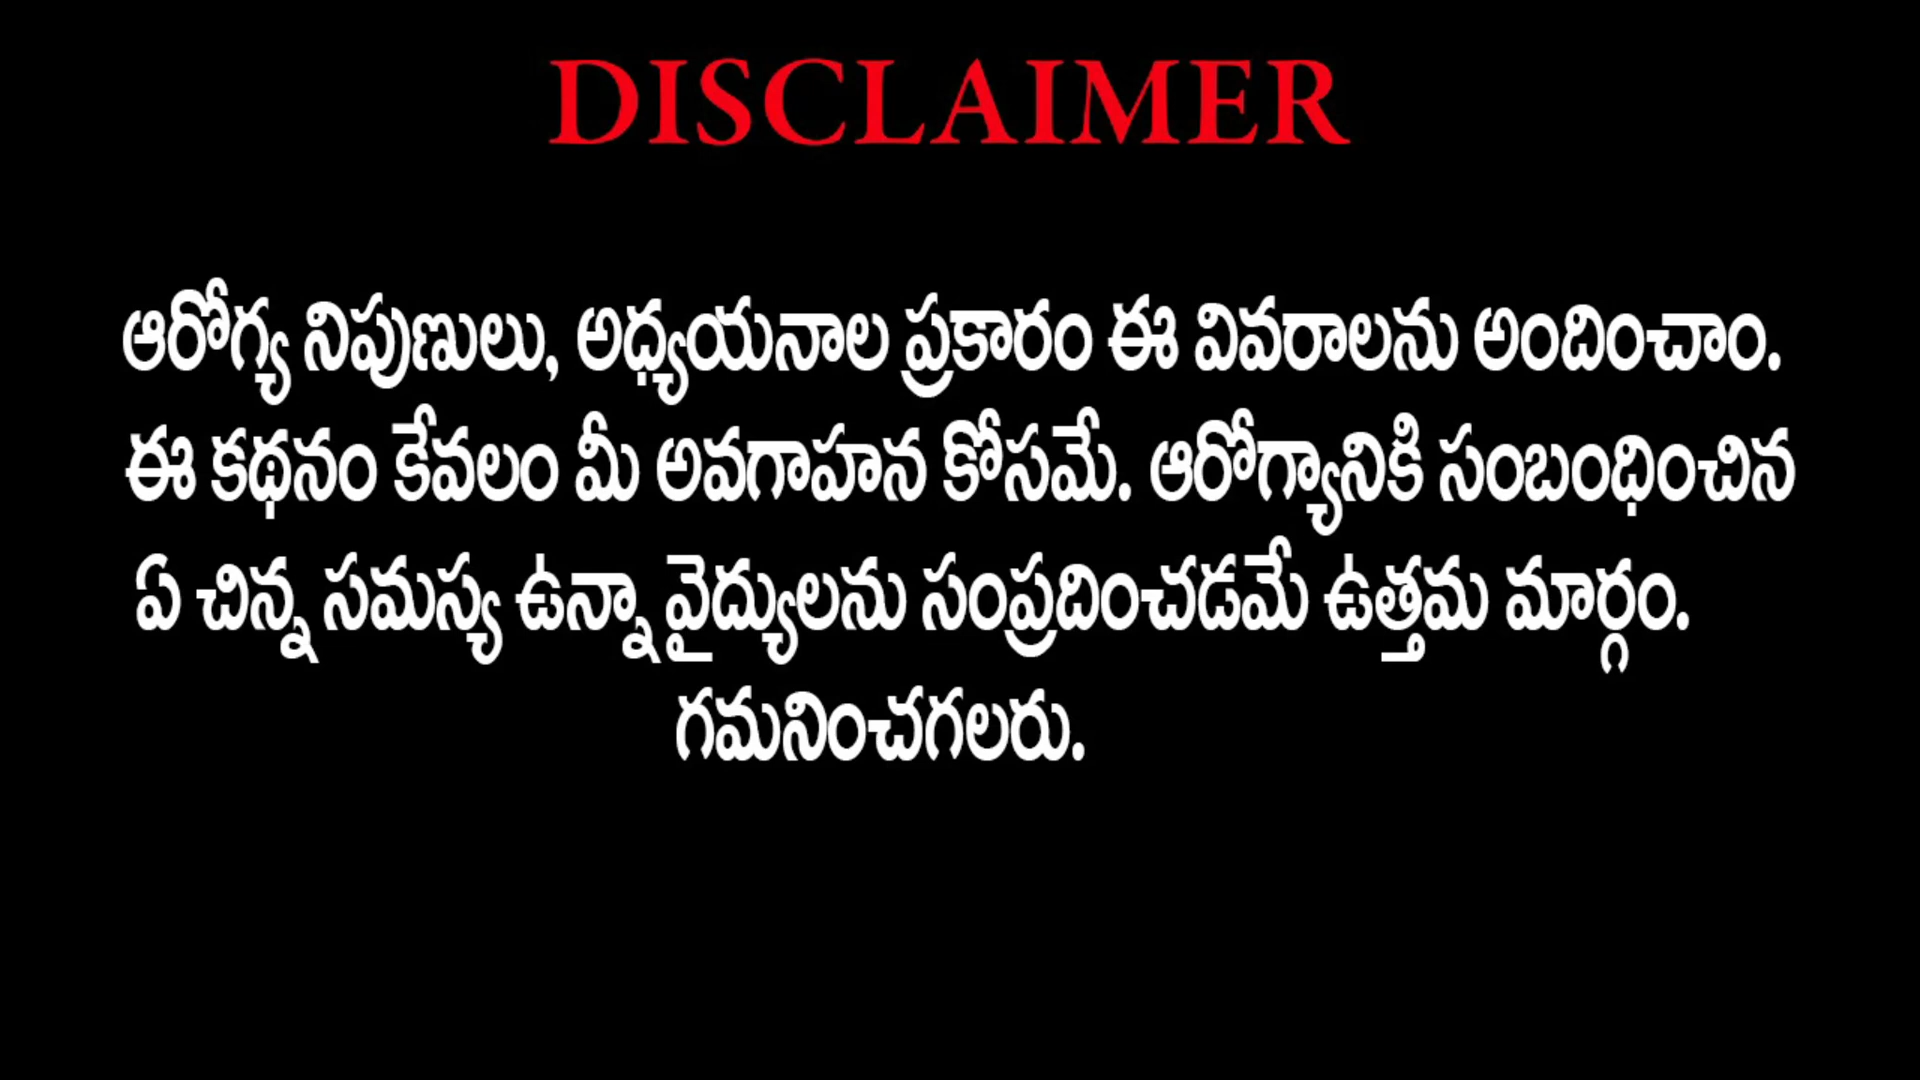 DISCLAIMER
ఆరోగ్య నిపుణులు, అధ్యయనాల ప్రకారం ఈ వివరాలను అందించాం.
ఈ కథనం కేవలం మీ అవగాహన కోసమే. ఆరోగ్యానికి సంబంధించిన
ఏ చిన్న సమస్య ఉన్నా వైద్యులను సంప్రదించడమే ఉత్తమ మార్గం.
గమనించగలరు.